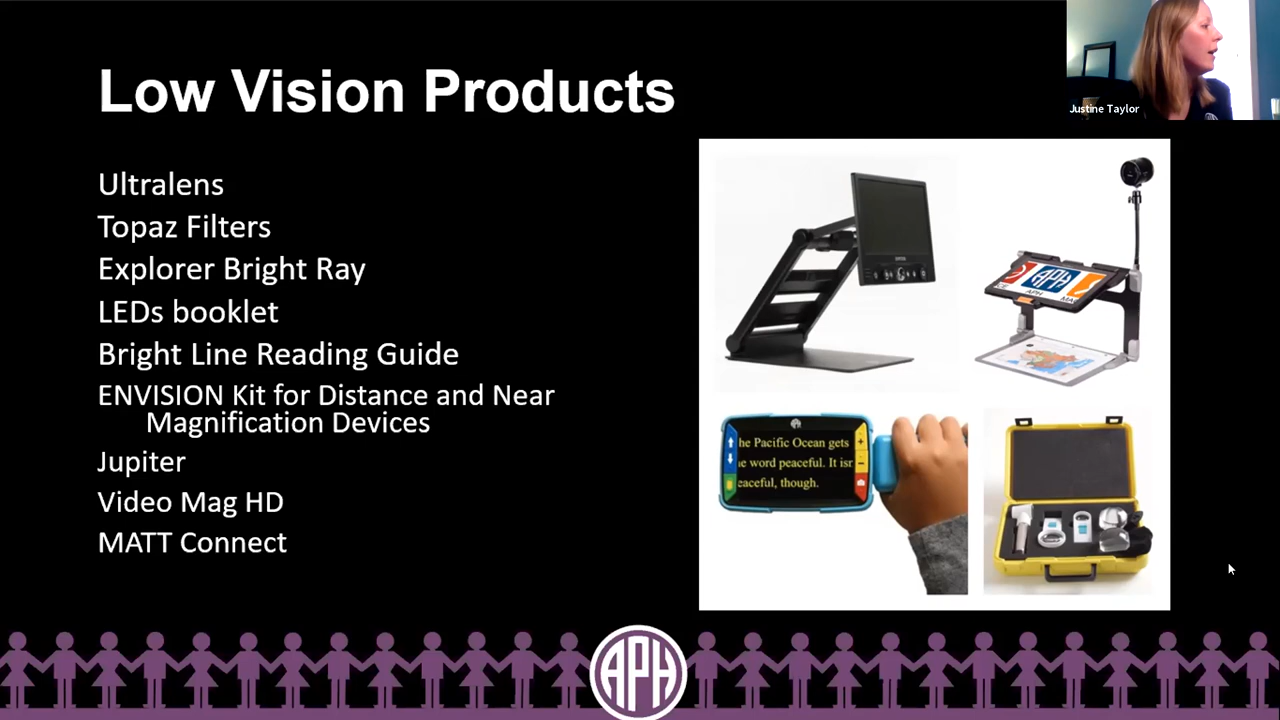 Low Vision Products
Justine Taylor
Ultralens
Topaz Filters
Explorer Bright Ray
LEDs booklet
Bright Line Reading Guide
ENVISION Kit for Distance and Near
Magnification Devices
Jupiter
Video Mag HD
MATT Connect
APH
APH
MA
he Pacific Ocean gets
e word peaceful. It isr
eaceful, though.
APH